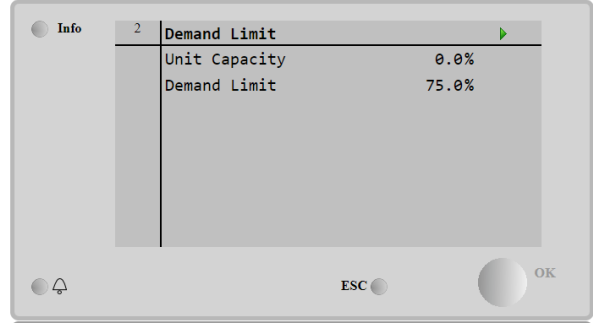 Info
2 Demand Limit
Unit Capacity 0.0%
Demand Limit 75.0%
ESC
OK